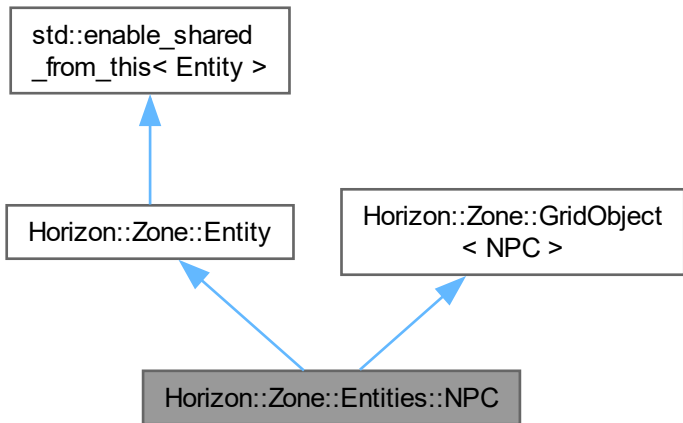 std::enable_shared
_from_this< Entity >
Horizon::Zone::Entity
Horizon::Zone::GridObject
< NPC >
Horizon::Zone::Entities::NPC